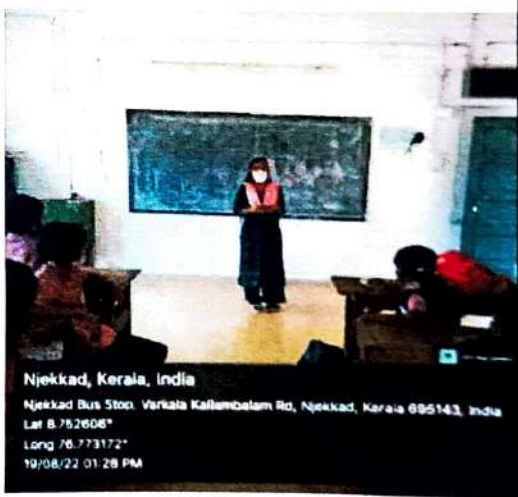 Njekkad, Kerala, India
Njekkad Bus Stop, Varkala Kallambalam Rd, Njekkad, Kerala 695143, India
Lat 8.752606°
Long 76.773172°
19/08/22 01:28 PM